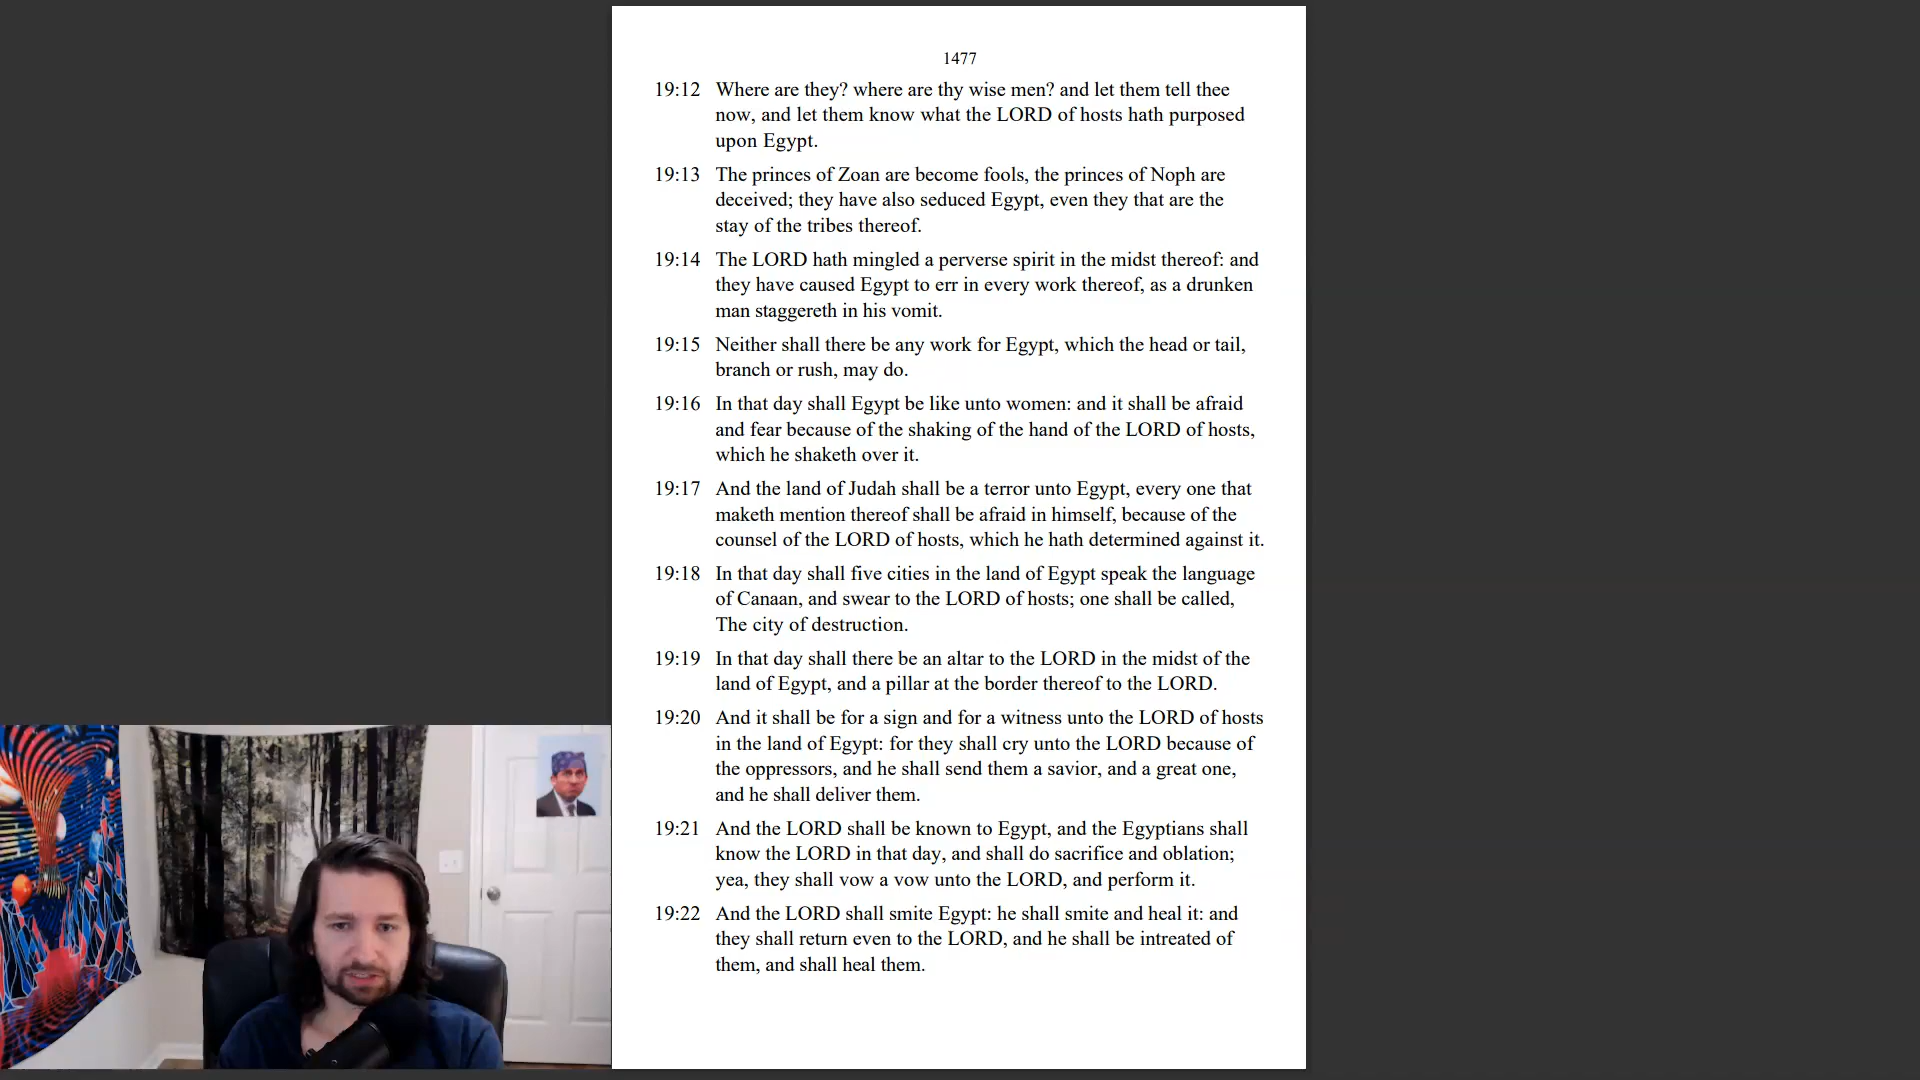 1477
19:12 Where are they? where are thy wise men? and let them tell thee
now, and let them know what the LORD of hosts hath purposed
upon Egypt.
19:13 The princes of Zoan are become fools, the princes of Noph are
deceived; they have also seduced Egypt, even they that are the
stay of the tribes thereof.
19:14 The LORD hath mingled a perverse spirit in the midst thereof: and
they have caused Egypt to err in every work thereof, as a drunken
man staggereth in his vomit.
19:15 Neither shall there be any work for Egypt, which the head or tail,
branch or rush, may do.
19:16 In that day shall Egypt be like unto women: and it shall be afraid
and fear because of the shaking of the hand of the LORD of hosts,
which he shaketh over it.
19:17 And the land of Judah shall be a terror unto Egypt, every one that
maketh mention thereof shall be afraid in himself, because of the
counsel of the LORD of hosts, which he hath determined against it.
19:18 In that day shall five cities in the land of Egypt speak the language
of Canaan, and swear to the LORD of hosts; one shall be called,
The city of destruction.
19:19 In that day shall there be an altar to the LORD in the midst of the
land of Egypt, and a pillar at the border thereof to the LORD.
19:20 And it shall be for a sign and for a witness unto the LORD of hosts
in the land of Egypt: for they shall cry unto the LORD because of
the oppressors, and he shall send them a savior, and a great one,
and he shall deliver them.
19:21 And the LORD shall be known to Egypt, and the Egyptians shall
know the LORD in that day, and shall do sacrifice and oblation;
yea, they shall vow a vow unto the LORD, and perform it.
19:22 And the LORD shall smite Egypt: he shall smite and heal it: and
they shall return even to the LORD, and he shall be intreated of
them, and shall heal them.